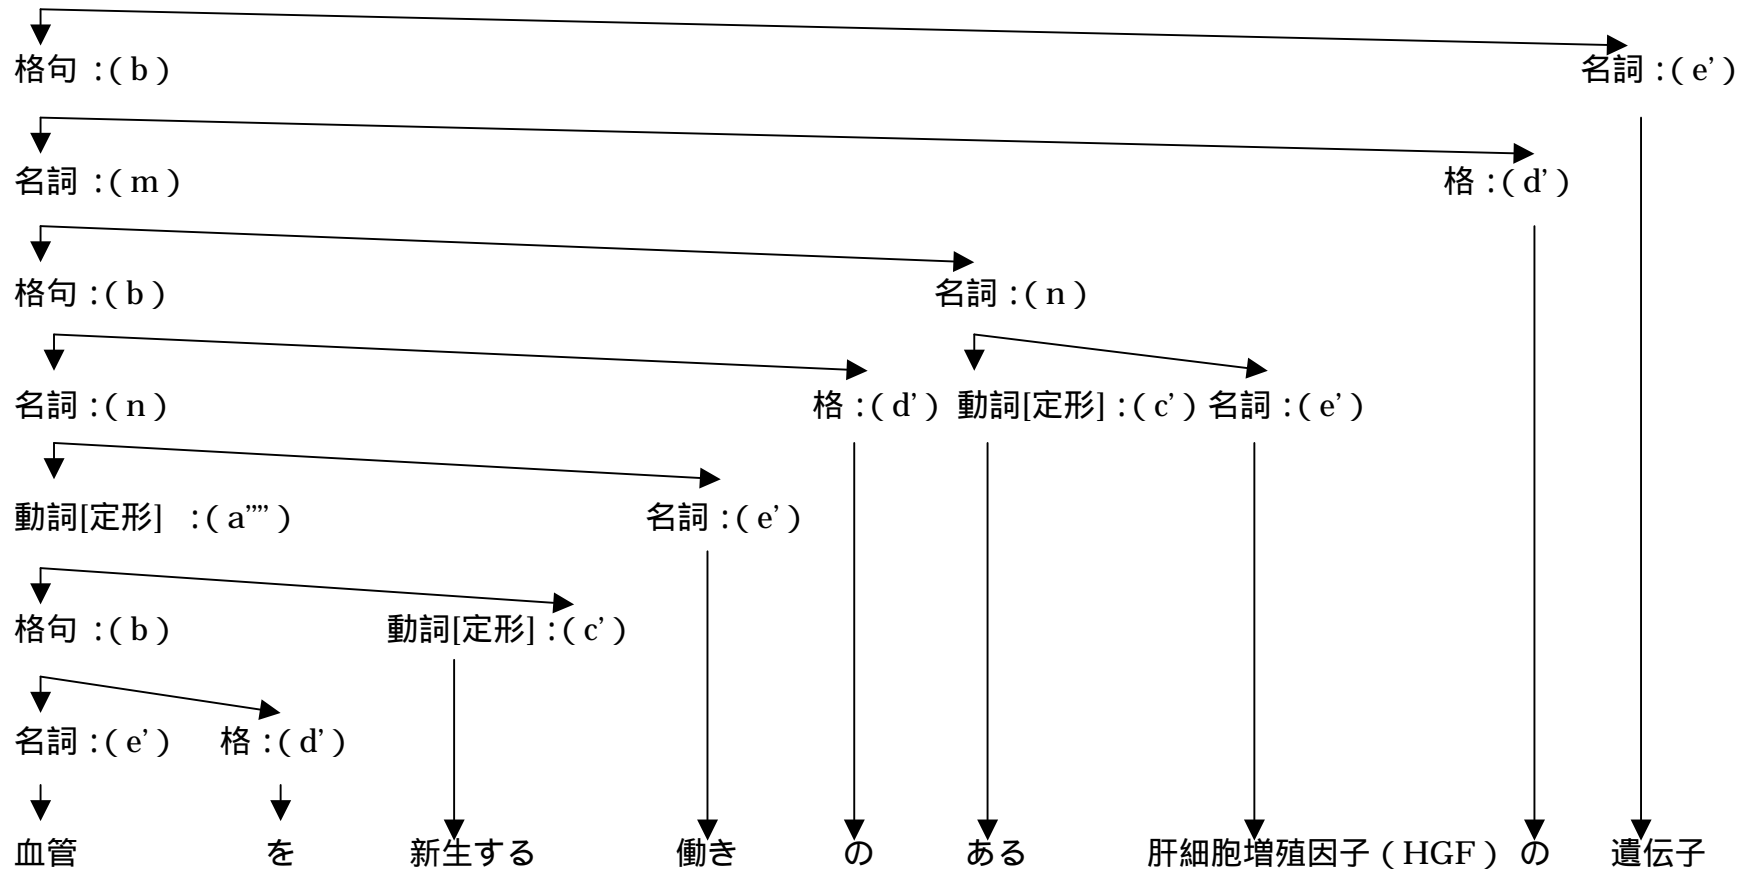 格句 :( b ) 名詞 :( e’ )
名詞 :( m ) 格 :( d’ )
格句 :( b ) 名詞 :( n )
名詞 :( n ) 格 :( d’ ) 動詞[定形] :( c’ ) 名詞 :( e’ )
動詞[定形] :( a’’’’ ) 名詞 :( e’ )
格句 :( b ) 動詞[定形] :( c’ )
名詞 :( e’ ) 格 :( d’ )
血管 を 新生する 働き の ある 肝細胞増殖因子 ( HGF ) の 遺伝子